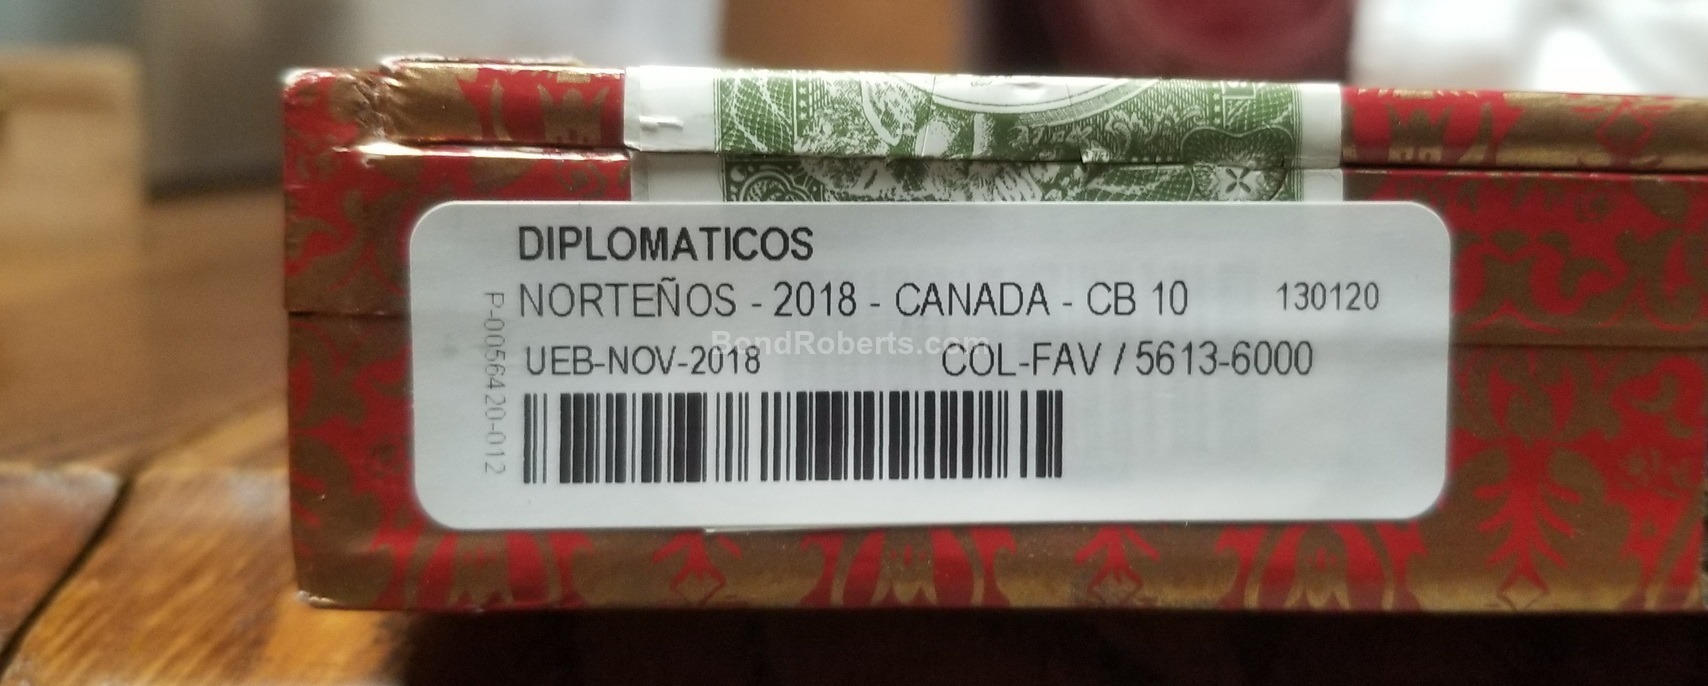 DIPLOMATICOS
NORTEÑOS - 2018 - CANADA - CB 10 130120
BondRoberts.com
UEB-NOV-2018 COL-FAV / 5613-6000
P-0056420-012